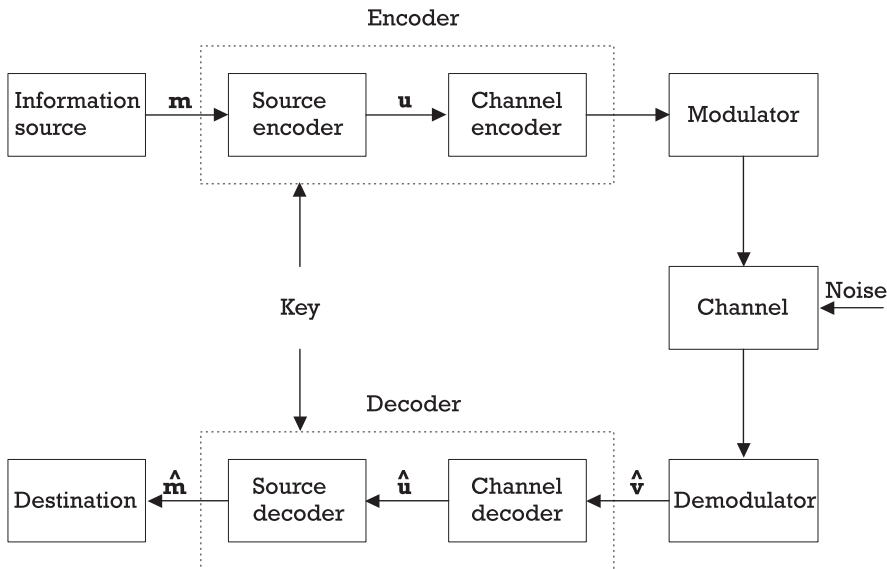 Encoder
Information
source
m
Source
encoder
u
Channel
encoder
Modulator
Channel
Noise
Key
Decoder
Destination
m̂
Source
decoder
û
Channel
decoder
v̂
Demodulator